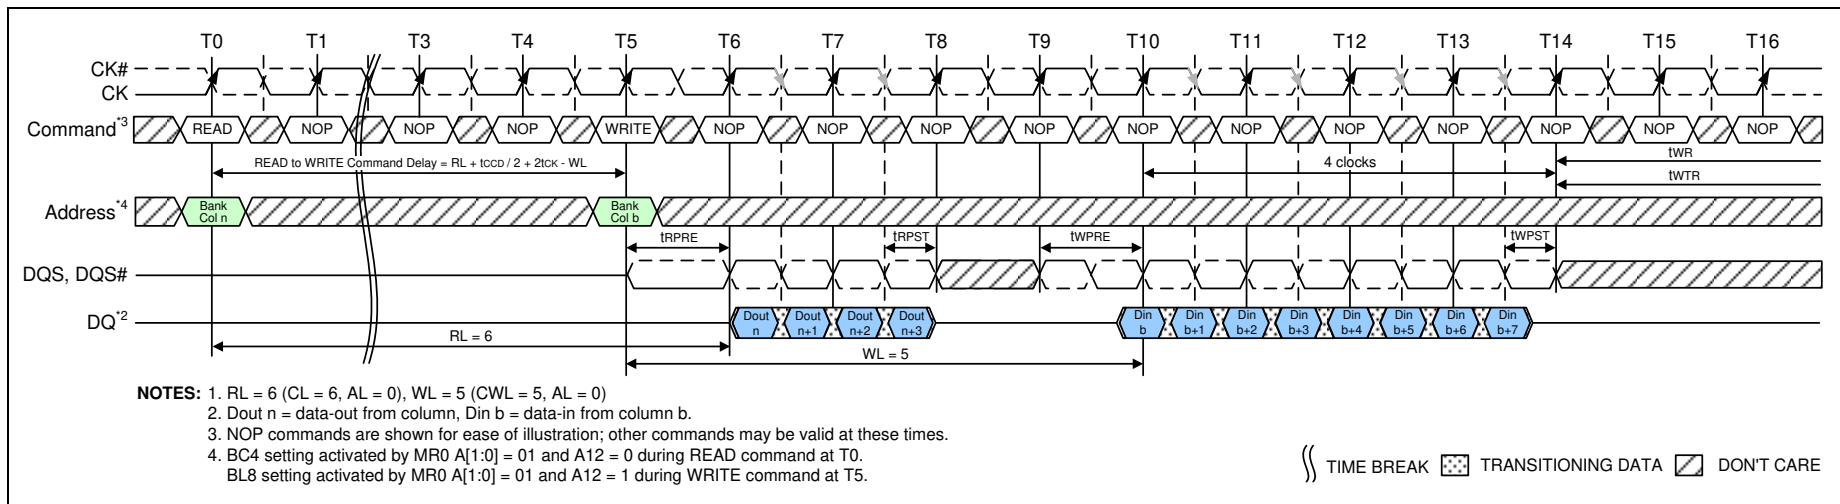 T0 T1 T3 T4 T5 T6 T7 T8 T9 T10 T11 T12 T13 T14 T15 T16
CK#
CK
Command*3 READ NOP NOP NOP WRITE NOP NOP NOP NOP NOP NOP NOP NOP NOP NOP NOP
READ to WRITE Command Delay = RL + tCCD / 2 + 2tCK - WL
4 clocks
tWR
tWTR
Address*4
Bank
Col n
Bank
Col b
tRPRE tRPST tWPRE tWPST
DQS, DQS#
DQ*2
Dout
n
Dout
n+1
Dout
n+2
Dout
n+3
Din
b
Din
b+1
Din
b+2
Din
b+3
Din
b+4
Din
b+5
Din
b+6
Din
b+7
RL = 6
WL = 5
NOTES: 1. RL = 6 (CL = 6, AL = 0), WL = 5 (CWL = 5, AL = 0)
2. Dout n = data-out from column, Din b = data-in from column b.
3. NOP commands are shown for ease of illustration; other commands may be valid at these times.
4. BC4 setting activated by MR0 A[1:0] = 01 and A12 = 0 during READ command at T0.
BL8 setting activated by MR0 A[1:0] = 01 and A12 = 1 during WRITE command at T5.
TIME BREAK TRANSITIONING DATA DON'T CARE